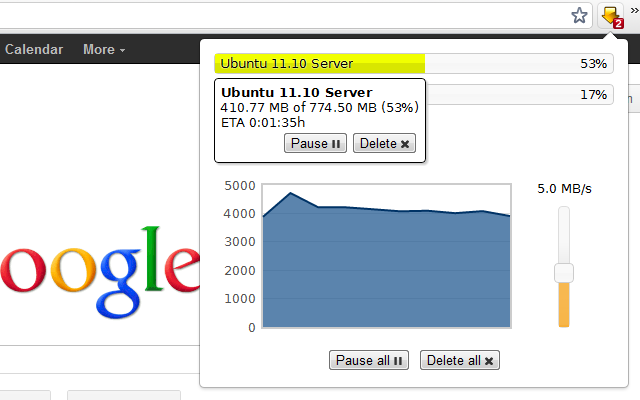 »
2
Calendar More
Ubuntu 11.10 Server 53%
17%
Ubuntu 11.10 Server
410.77 MB of 774.50 MB (53%)
ETA 0:01:35h
Pause Delete
5000
4000
3000
2000
1000
0
5.0 MB/s
oogle
Pause all Delete all